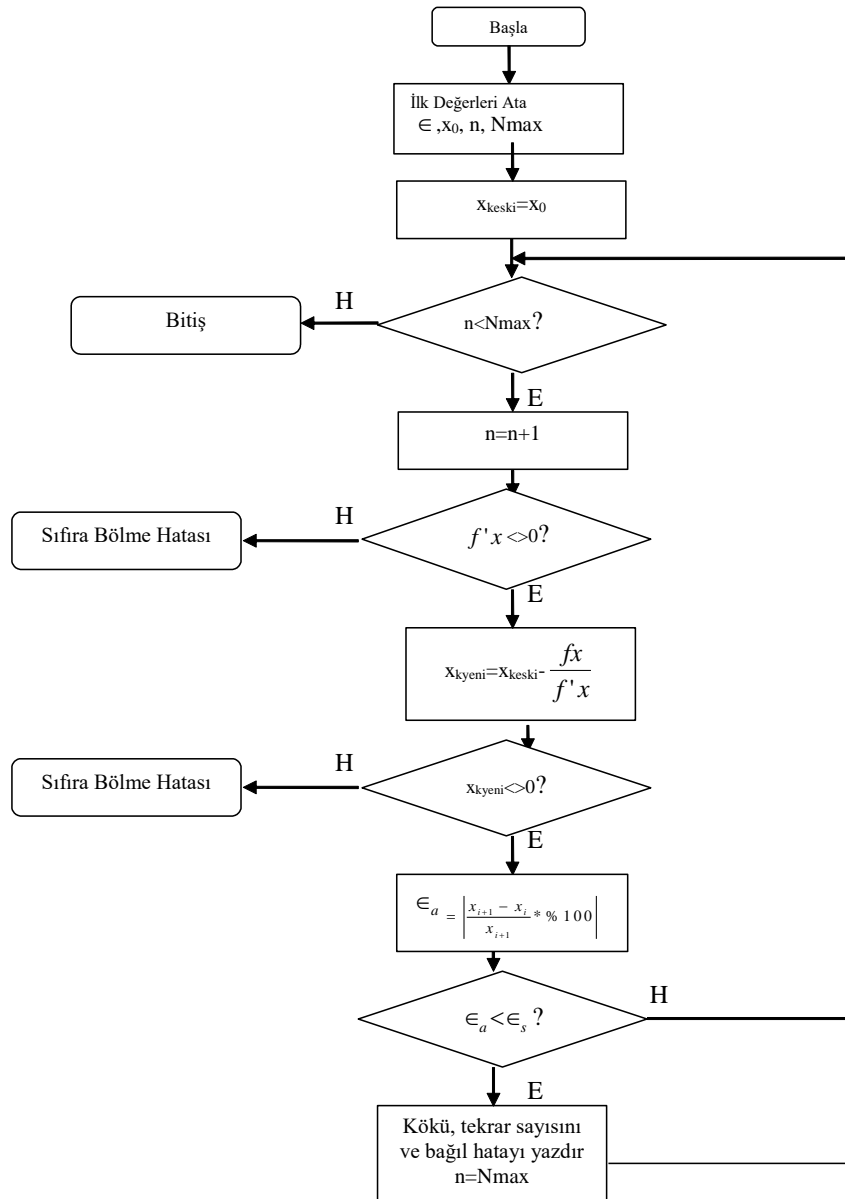 Başla
İlk Değerleri Ata
∈ ,x₀, n, Nmax
xkeski=x₀
H
Bitiş
n<Nmax?
E
n=n+1
H
Sıfıra Bölme Hatası
f ' x <>0?
E
xkyeni=xkeski- fx / f ' x
H
Sıfıra Bölme Hatası
xkyeni<>0?
E
∈a = |(xi+1 − xi) / xi+1 * % 100|
H
∈a <∈s ?
E
Kökü, tekrar sayısını
ve bağıl hatayı yazdır
n=Nmax